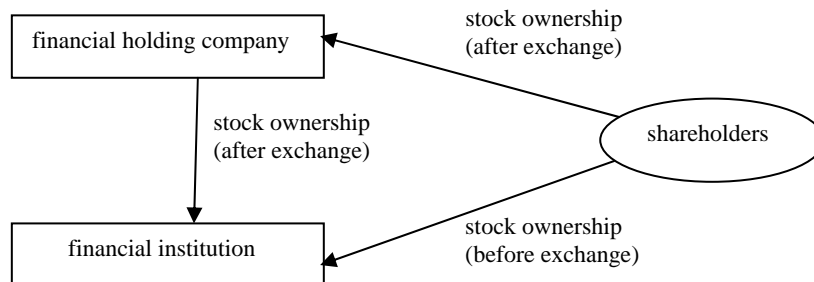 stock ownership
(after exchange)
financial holding company
stock ownership
(after exchange)
shareholders
stock ownership
(before exchange)
financial institution